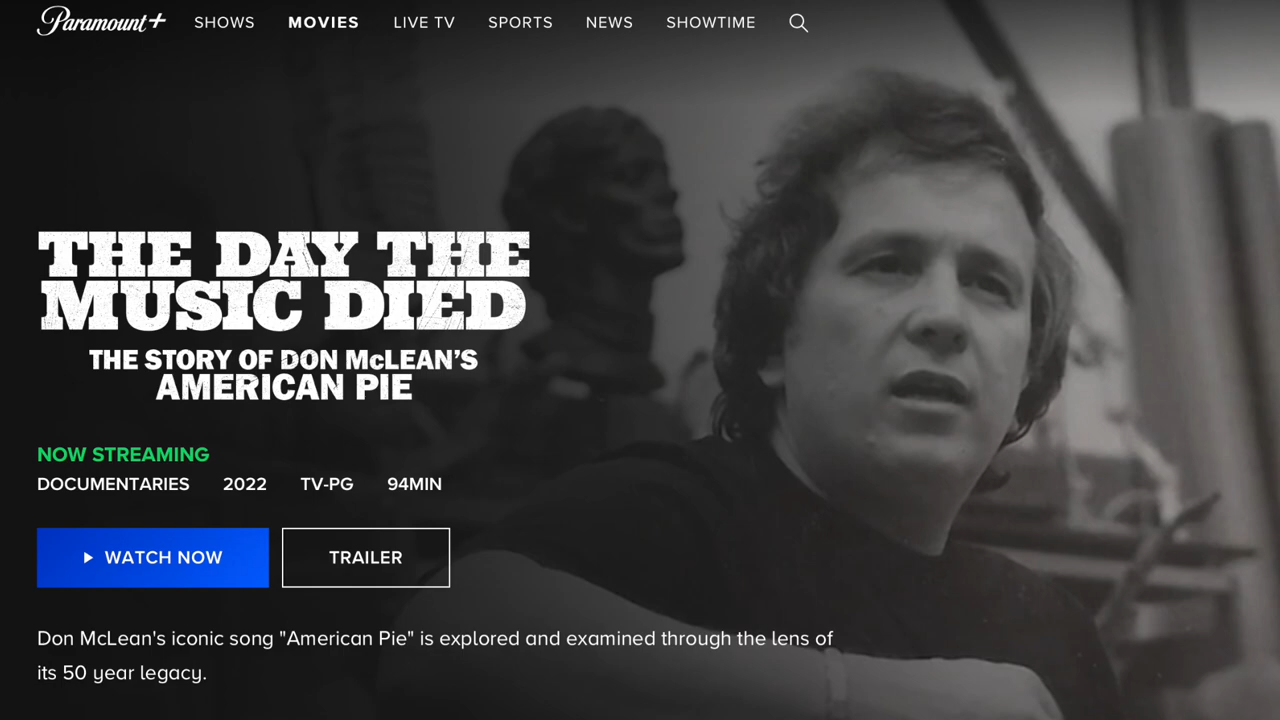 Paramount+ SHOWS MOVIES LIVE TV SPORTS NEWS SHOWTIME
THE DAY THE
MUSIC DIED
THE STORY OF DON McLEAN'S
AMERICAN PIE
NOW STREAMING
DOCUMENTARIES 2022 TV-PG 94MIN
WATCH NOW TRAILER
Don McLean's iconic song "American Pie" is explored and examined through the lens of
its 50 year legacy.